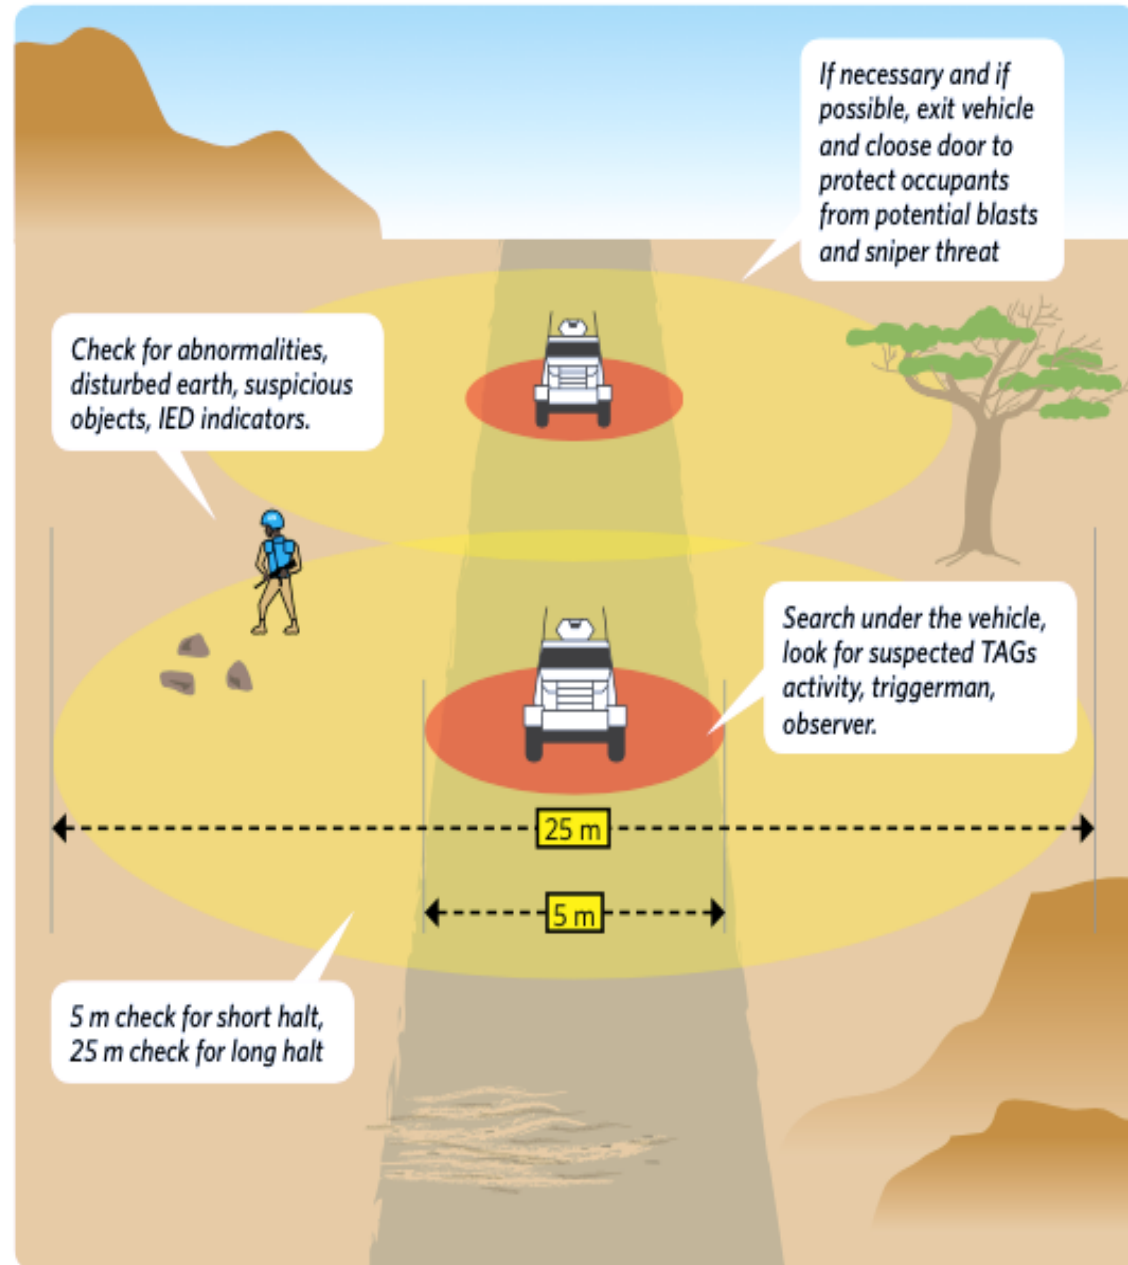 If necessary and if
possible, exit vehicle
and cloose door to
protect occupants
from potential blasts
and sniper threat
Check for abnormalities,
disturbed earth, suspicious
objects, IED indicators.
Search under the vehicle,
look for suspected TAGs
activity, triggerman,
observer.
25 m
5 m
5 m check for short halt,
25 m check for long halt